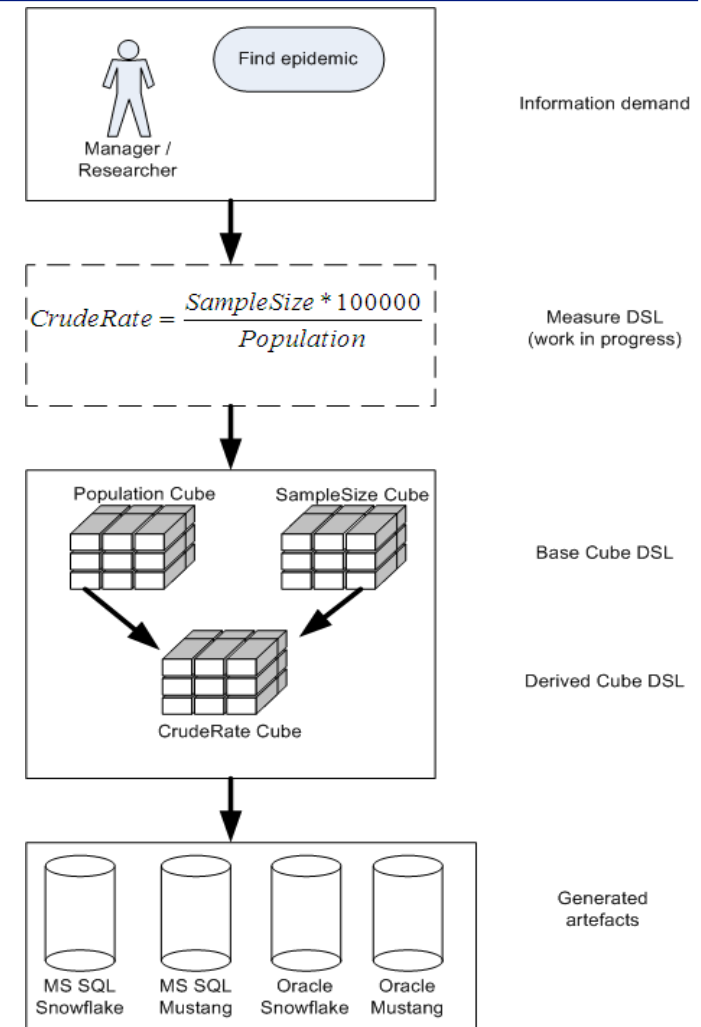 Find epidemic
Manager /
Researcher
Information demand
CrudeRate = SampleSize * 100000 / Population
Measure DSL
(work in progress)
Population Cube
SampleSize Cube
Base Cube DSL
Derived Cube DSL
CrudeRate Cube
Generated
artefacts
MS SQL
Snowflake
MS SQL
Mustang
Oracle
Snowflake
Oracle
Mustang